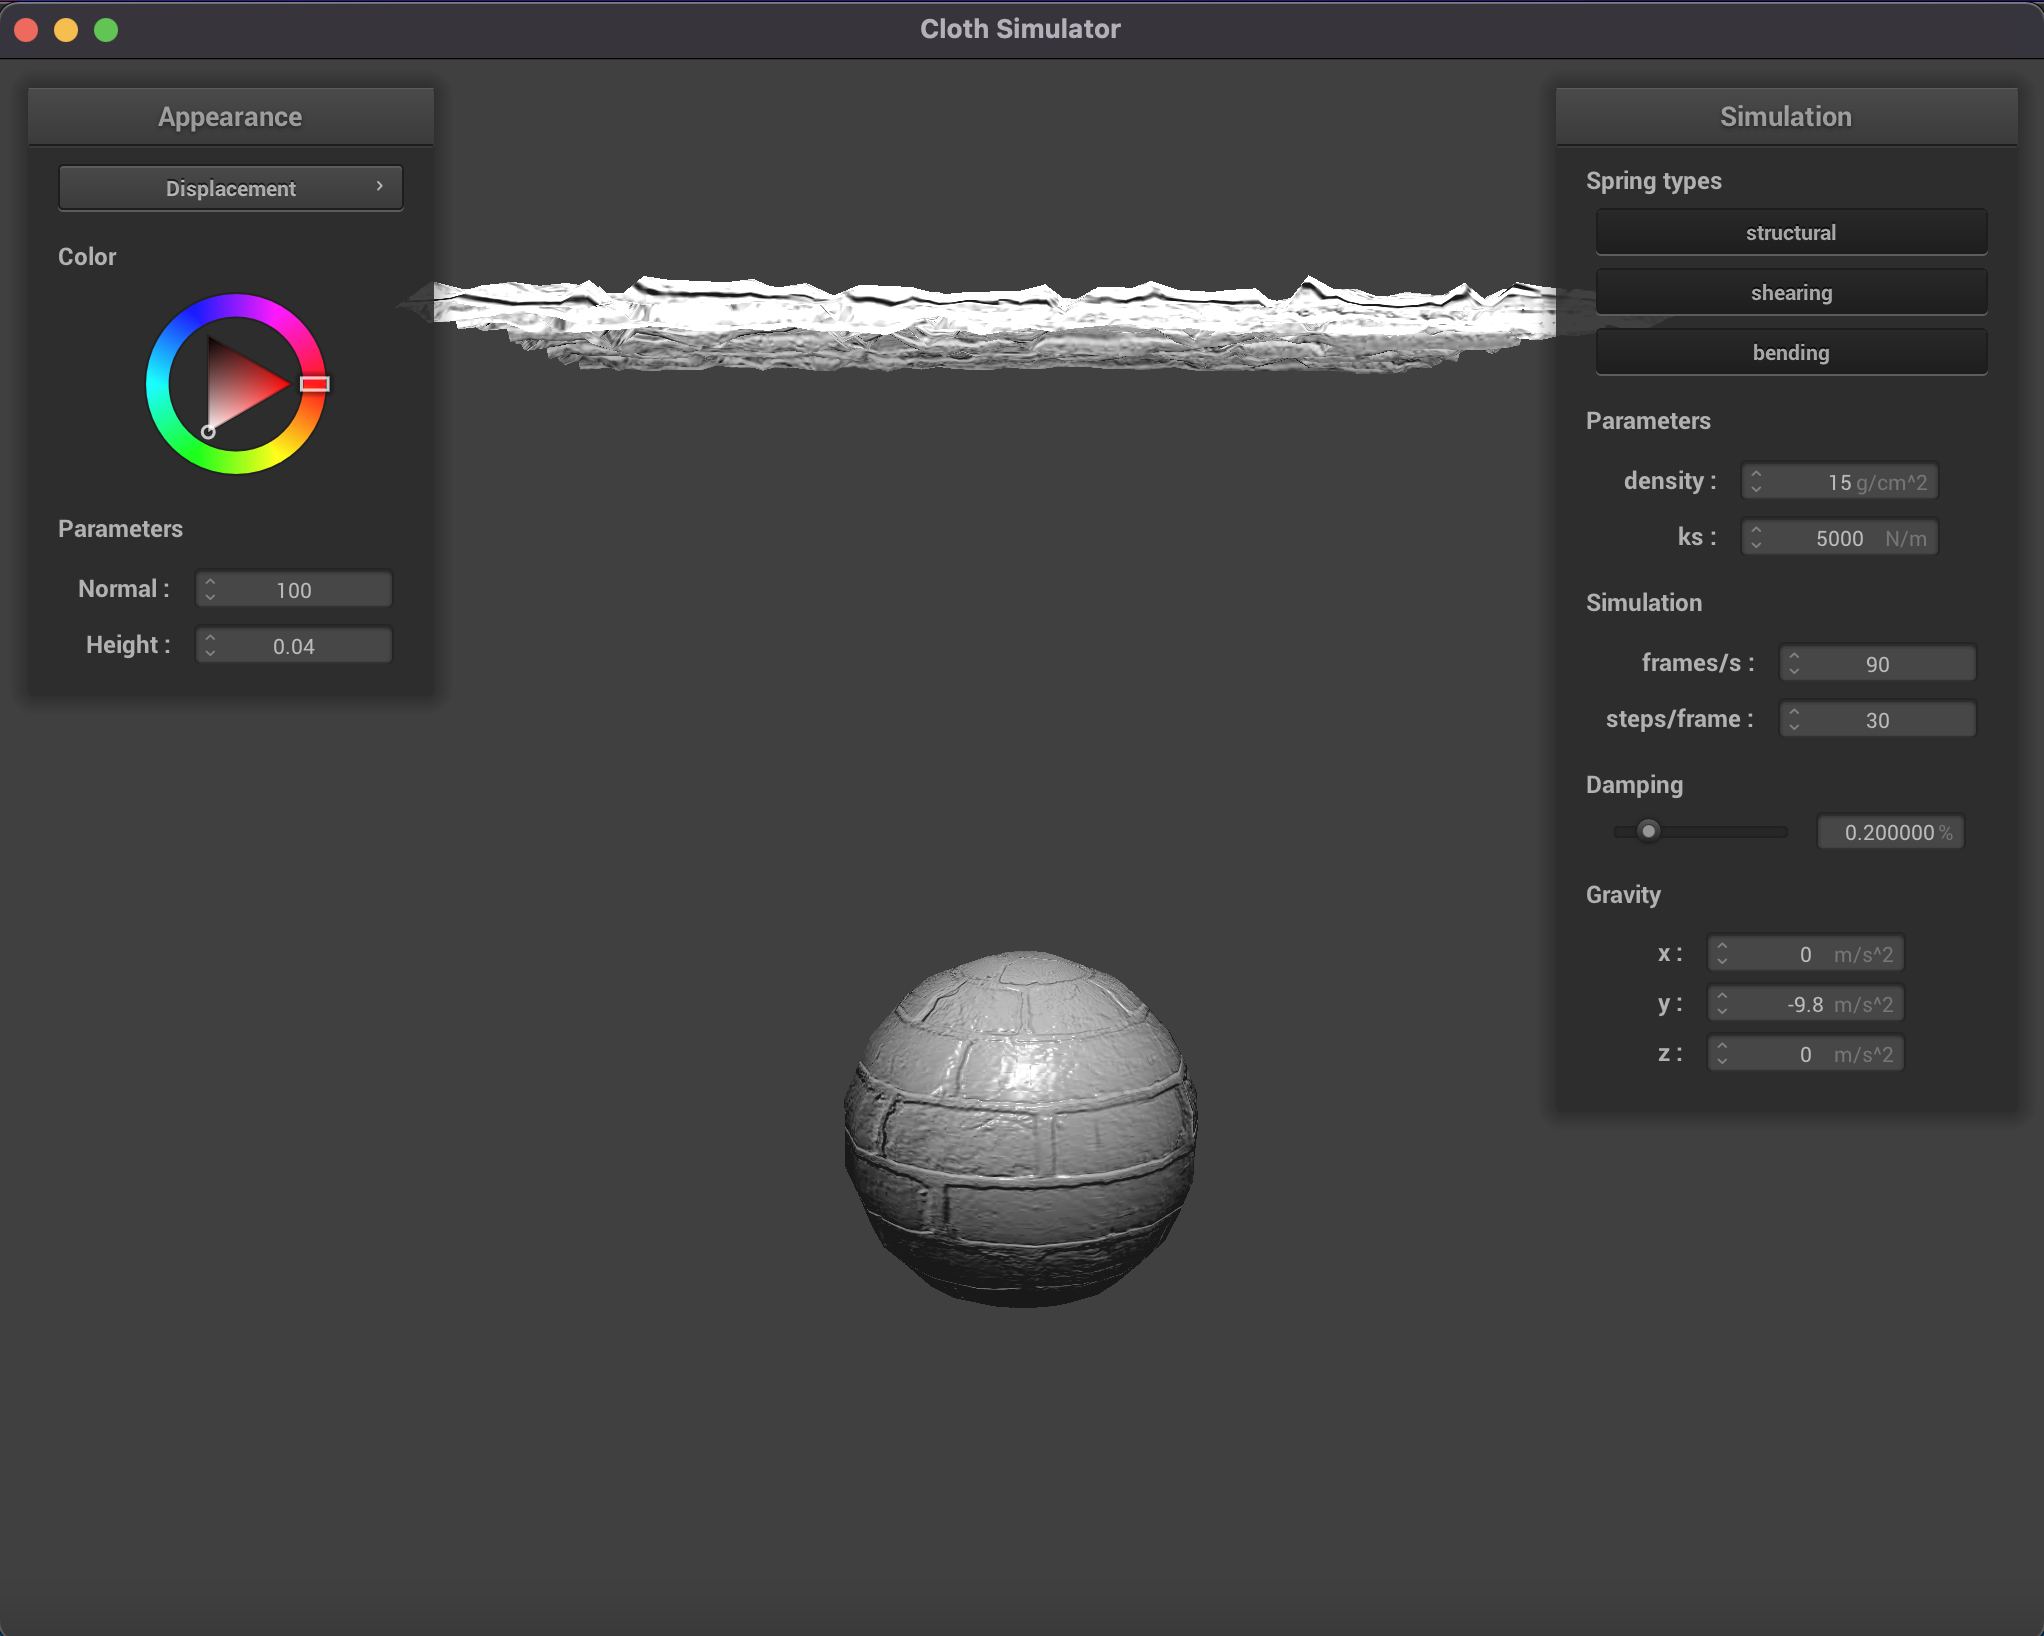 Cloth Simulator
Appearance
Displacement
Color
Parameters
Normal : 100
Height : 0.04
Simulation
Spring types
structural
shearing
bending
Parameters
density : 15 g/cm^2
ks : 5000 N/m
Simulation
frames/s : 90
steps/frame : 30
Damping
0.200000 %
Gravity
x : 0 m/s^2
y : -9.8 m/s^2
z : 0 m/s^2